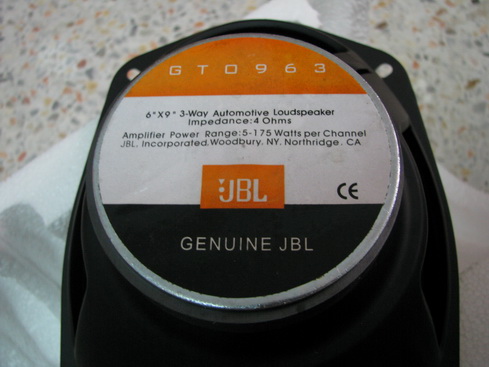 GTO963
6"X9" 3-Way Automotive Loudspeaker
Impedance: 4 Ohms
Amplifier Power Range: 5-175 Watts per Channel
JBL. Incorporated. Woodbury. NY. Northridge. CA
JBL
CE
GENUINE JBL